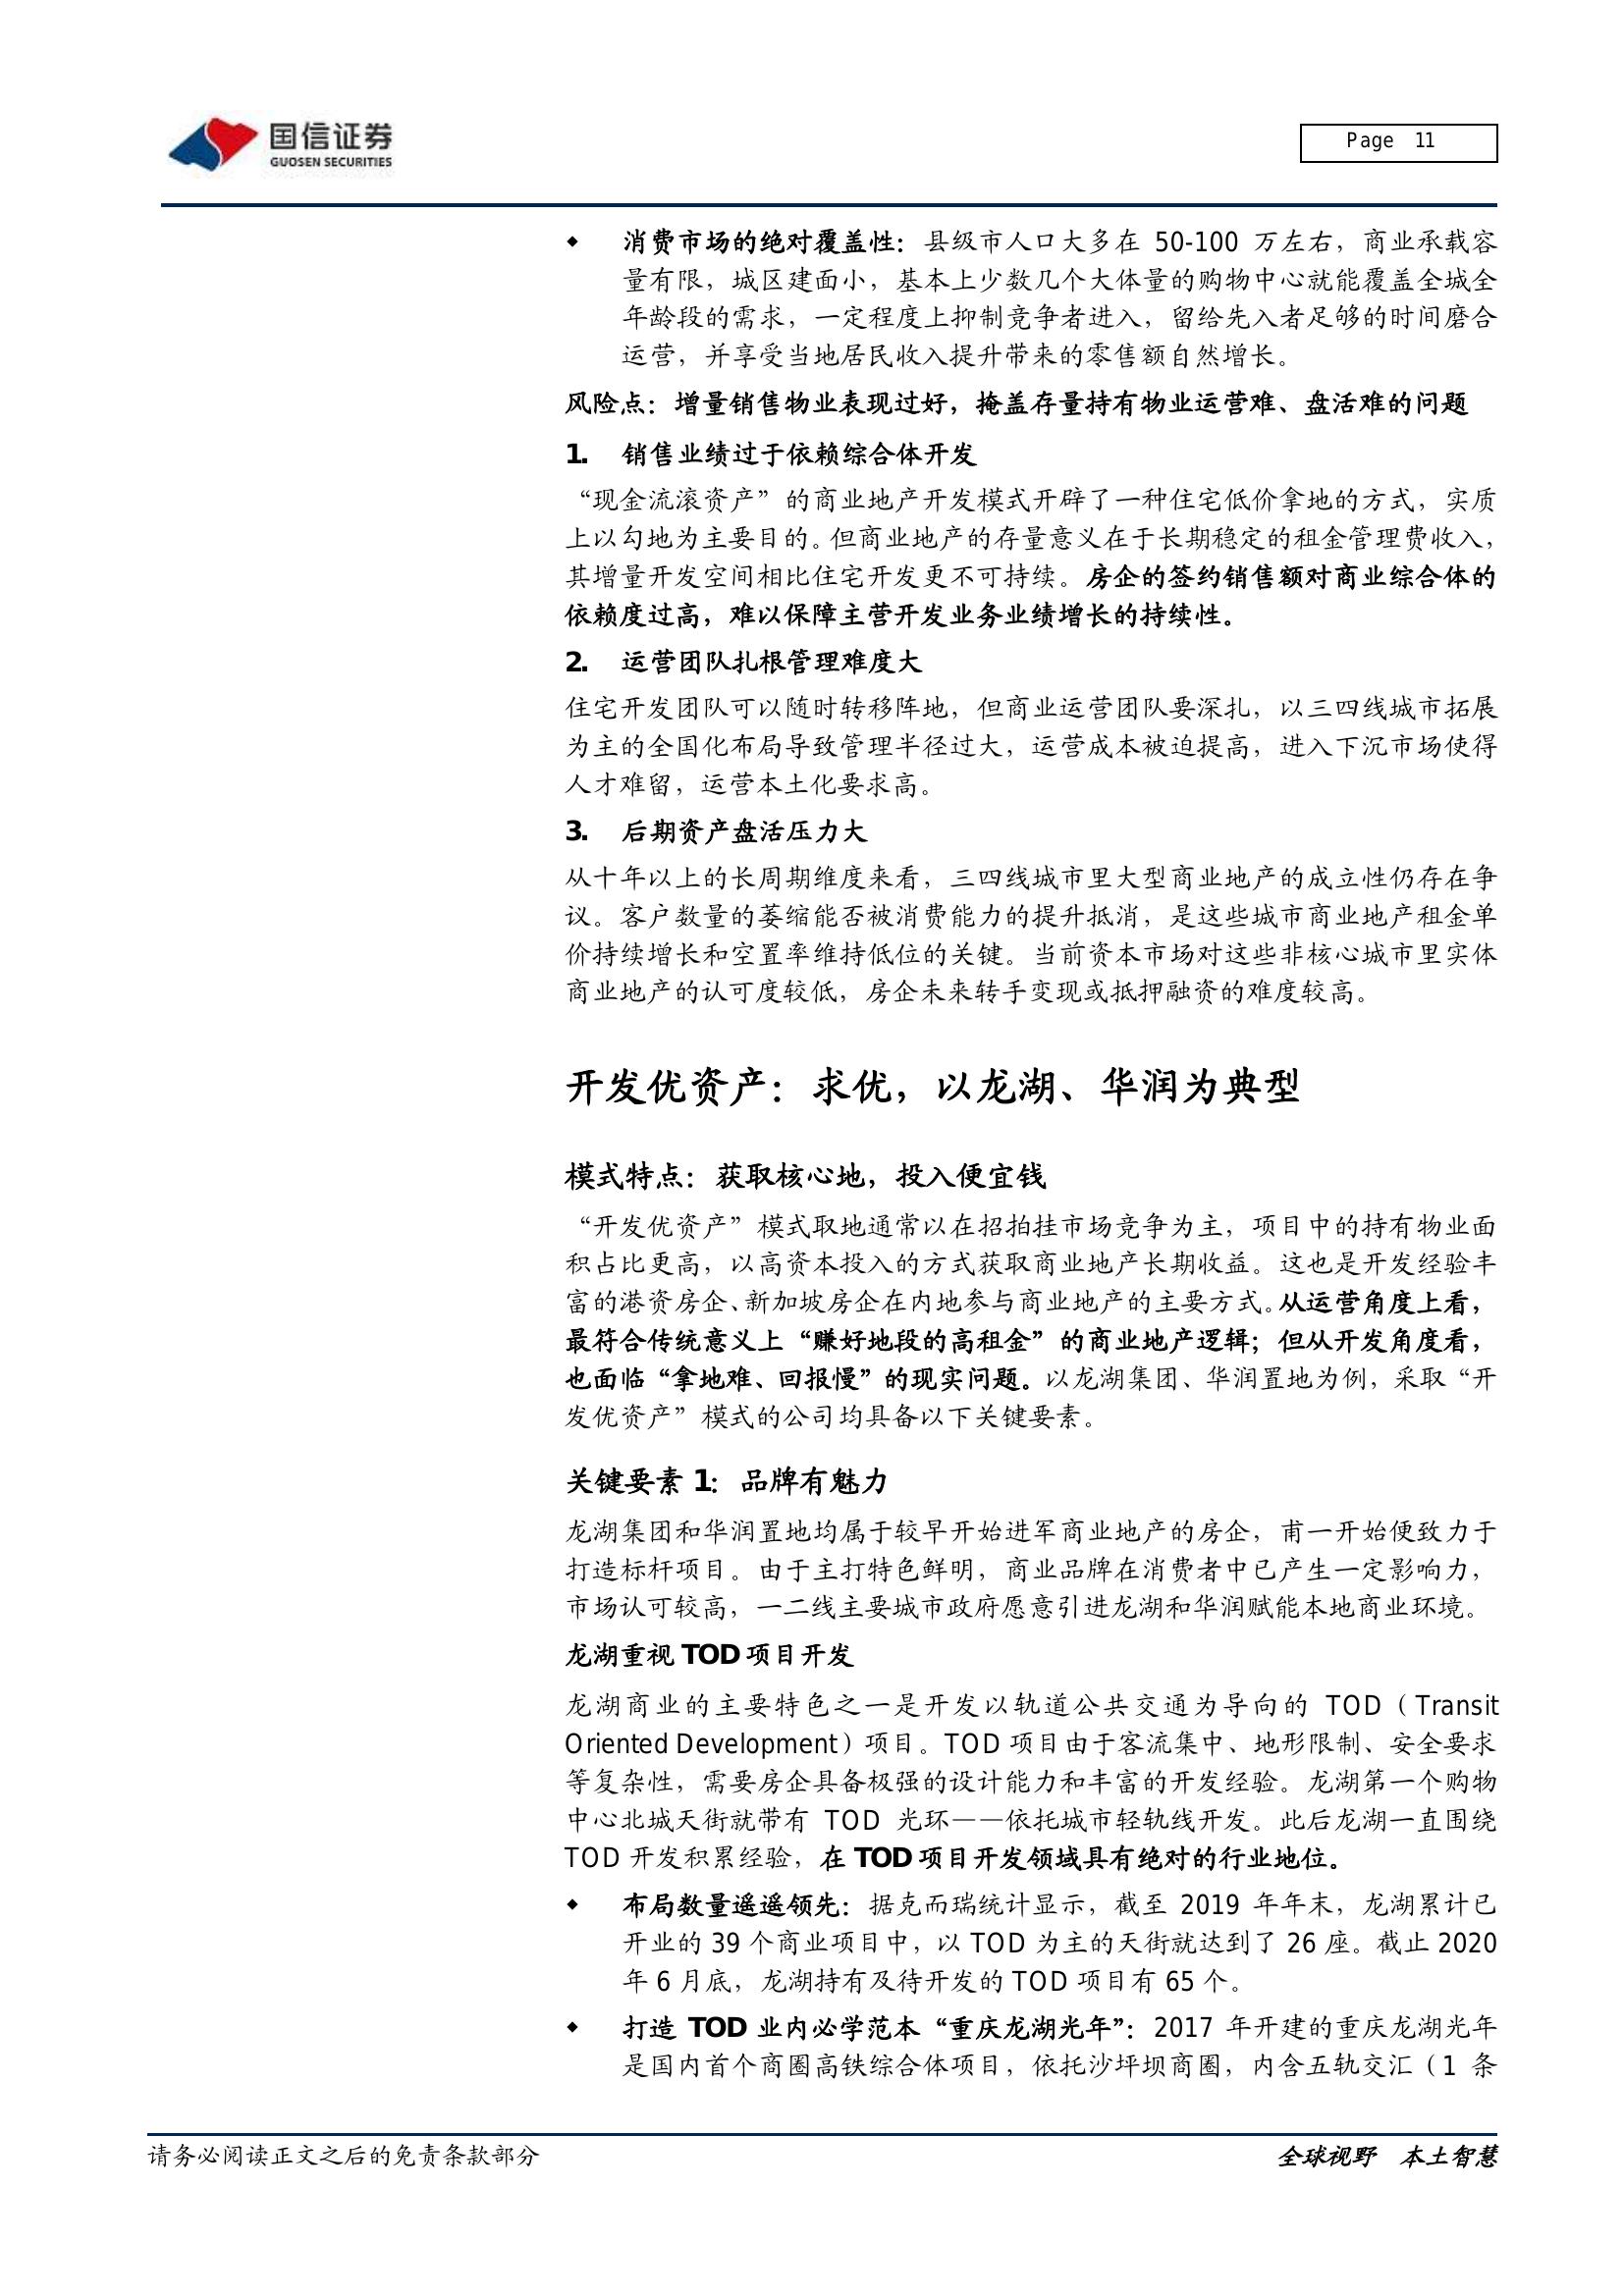 国信证券
GUOSEN SECURITIES
Page 11
◆ 消费市场的绝对覆盖性：县级市人口大多在 50-100 万左右，商业承载容
量有限，城区建面小，基本上少数几个大体量的购物中心就能覆盖全城全
年龄段的需求，一定程度上抑制竞争者进入，留给先入者足够的时间磨合
运营，并享受当地居民收入提升带来的零售额自然增长。
风险点：增量销售物业表现过好，掩盖存量持有物业运营难、盘活难的问题
1. 销售业绩过于依赖综合体开发
“现金流滚资产”的商业地产开发模式开辟了一种住宅低价拿地的方式，实质
上以勾地为主要目的。但商业地产的存量意义在于长期稳定的租金管理费收入，
其增量开发空间相比住宅开发更不可持续。房企的签约销售额对商业综合体的
依赖度过高，难以保障主营开发业务业绩增长的持续性。
2. 运营团队扎根管理难度大
住宅开发团队可以随时转移阵地，但商业运营团队要深扎，以三四线城市拓展
为主的全国化布局导致管理半径过大，运营成本被迫提高，进入下沉市场使得
人才难留，运营本土化要求高。
3. 后期资产盘活压力大
从十年以上的长周期维度来看，三四线城市里大型商业地产的成立性仍存在争
议。客户数量的萎缩能否被消费能力的提升抵消，是这些城市商业地产租金单
价持续增长和空置率维持低位的关键。当前资本市场对这些非核心城市里实体
商业地产的认可度较低，房企未来转手变现或抵押融资的难度较高。
开发优资产：求优，以龙湖、华润为典型
模式特点：获取核心地，投入便宜钱
“开发优资产”模式取地通常以在招拍挂市场竞争为主，项目中的持有物业面
积占比更高，以高资本投入的方式获取商业地产长期收益。这也是开发经验丰
富的港资房企、新加坡房企在内地参与商业地产的主要方式。从运营角度上看，
最符合传统意义上“赚好地段的高租金”的商业地产逻辑；但从开发角度看，
也面临“拿地难、回报慢”的现实问题。以龙湖集团、华润置地为例，采取“开
发优资产”模式的公司均具备以下关键要素。
关键要素 1：品牌有魅力
龙湖集团和华润置地均属于较早开始进军商业地产的房企，甫一开始便致力于
打造标杆项目。由于主打特色鲜明，商业品牌在消费者中已产生一定影响力，
市场认可较高，一二线主要城市政府愿意引进龙湖和华润赋能本地商业环境。
龙湖重视 TOD 项目开发
龙湖商业的主要特色之一是开发以轨道公共交通为导向的 TOD（Transit
Oriented Development）项目。TOD 项目由于客流集中、地形限制、安全要求
等复杂性，需要房企具备极强的设计能力和丰富的开发经验。龙湖第一个购物
中心北城天街就带有 TOD 光环——依托城市轻轨线开发。此后龙湖一直围绕
TOD 开发积累经验，在 TOD 项目开发领域具有绝对的行业地位。
◆ 布局数量遥遥领先：据克而瑞统计显示，截至 2019 年年末，龙湖累计已
开业的 39 个商业项目中，以 TOD 为主的天街就达到了 26 座。截止 2020
年 6 月底，龙湖持有及待开发的 TOD 项目有 65 个。
◆ 打造 TOD 业内必学范本“重庆龙湖光年”：2017 年开建的重庆龙湖光年
是国内首个商圈高铁综合体项目，依托沙坪坝商圈，内含五轨交汇（1 条
请务必阅读正文之后的免责条款部分
全球视野 本土智慧